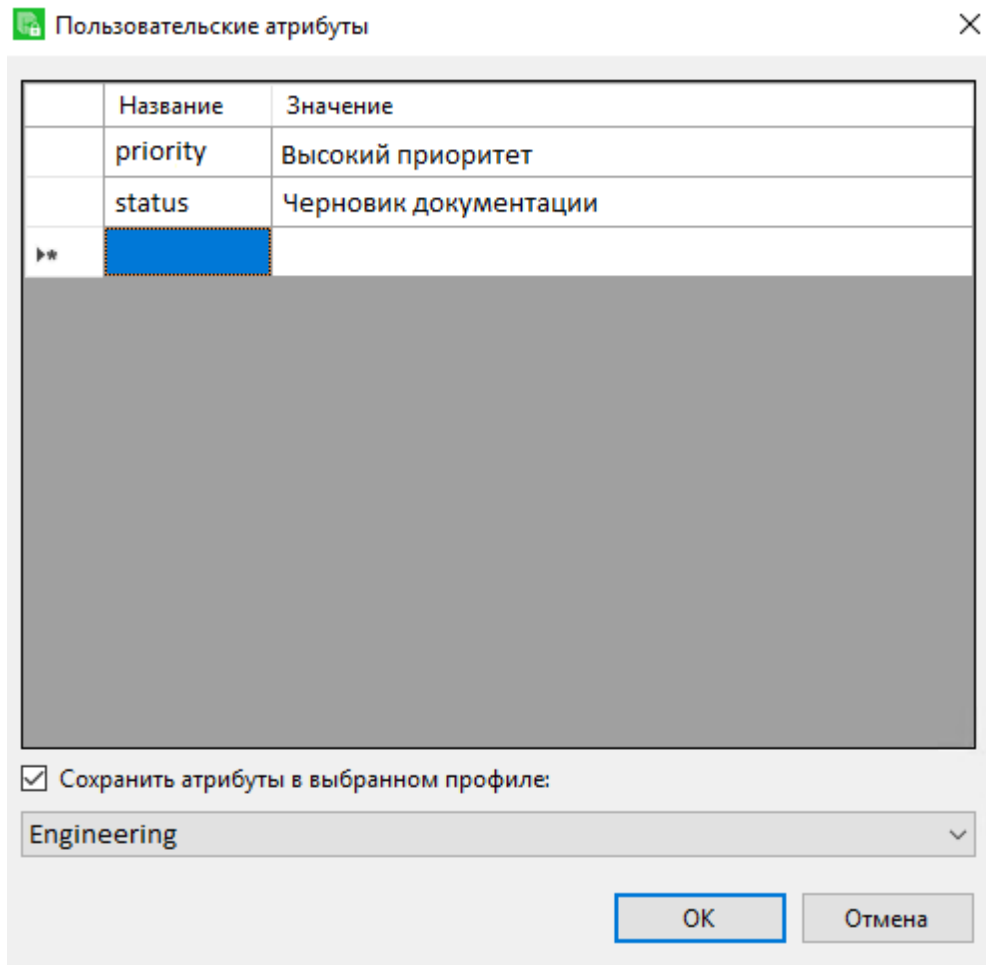 Пользовательские атрибуты
Название Значение
priority Высокий приоритет
status Черновик документации
Сохранить атрибуты в выбранном профиле:
Engineering
OK Отмена